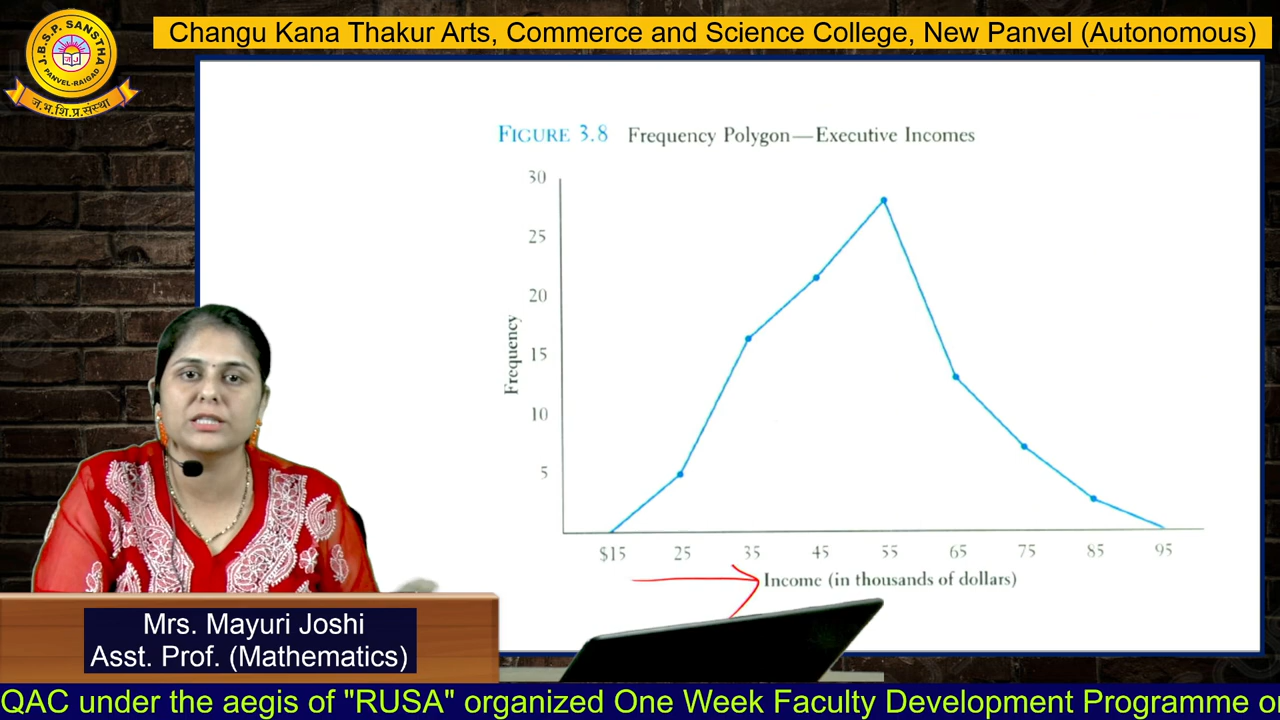 Changu Kana Thakur Arts, Commerce and Science College, New Panvel (Autonomous)
J.B.S.P. SANSTHA
PANVEL-RAIGAD
ज.भ.शि.प्र.संस्था
FIGURE 3.8 Frequency Polygon—Executive Incomes
30
25
20
15
10
5
Frequency
$15 25 35 45 55 65 75 85 95
Income (in thousands of dollars)
Mrs. Mayuri Joshi
Asst. Prof. (Mathematics)
QAC under the aegis of "RUSA" organized One Week Faculty Development Programme o